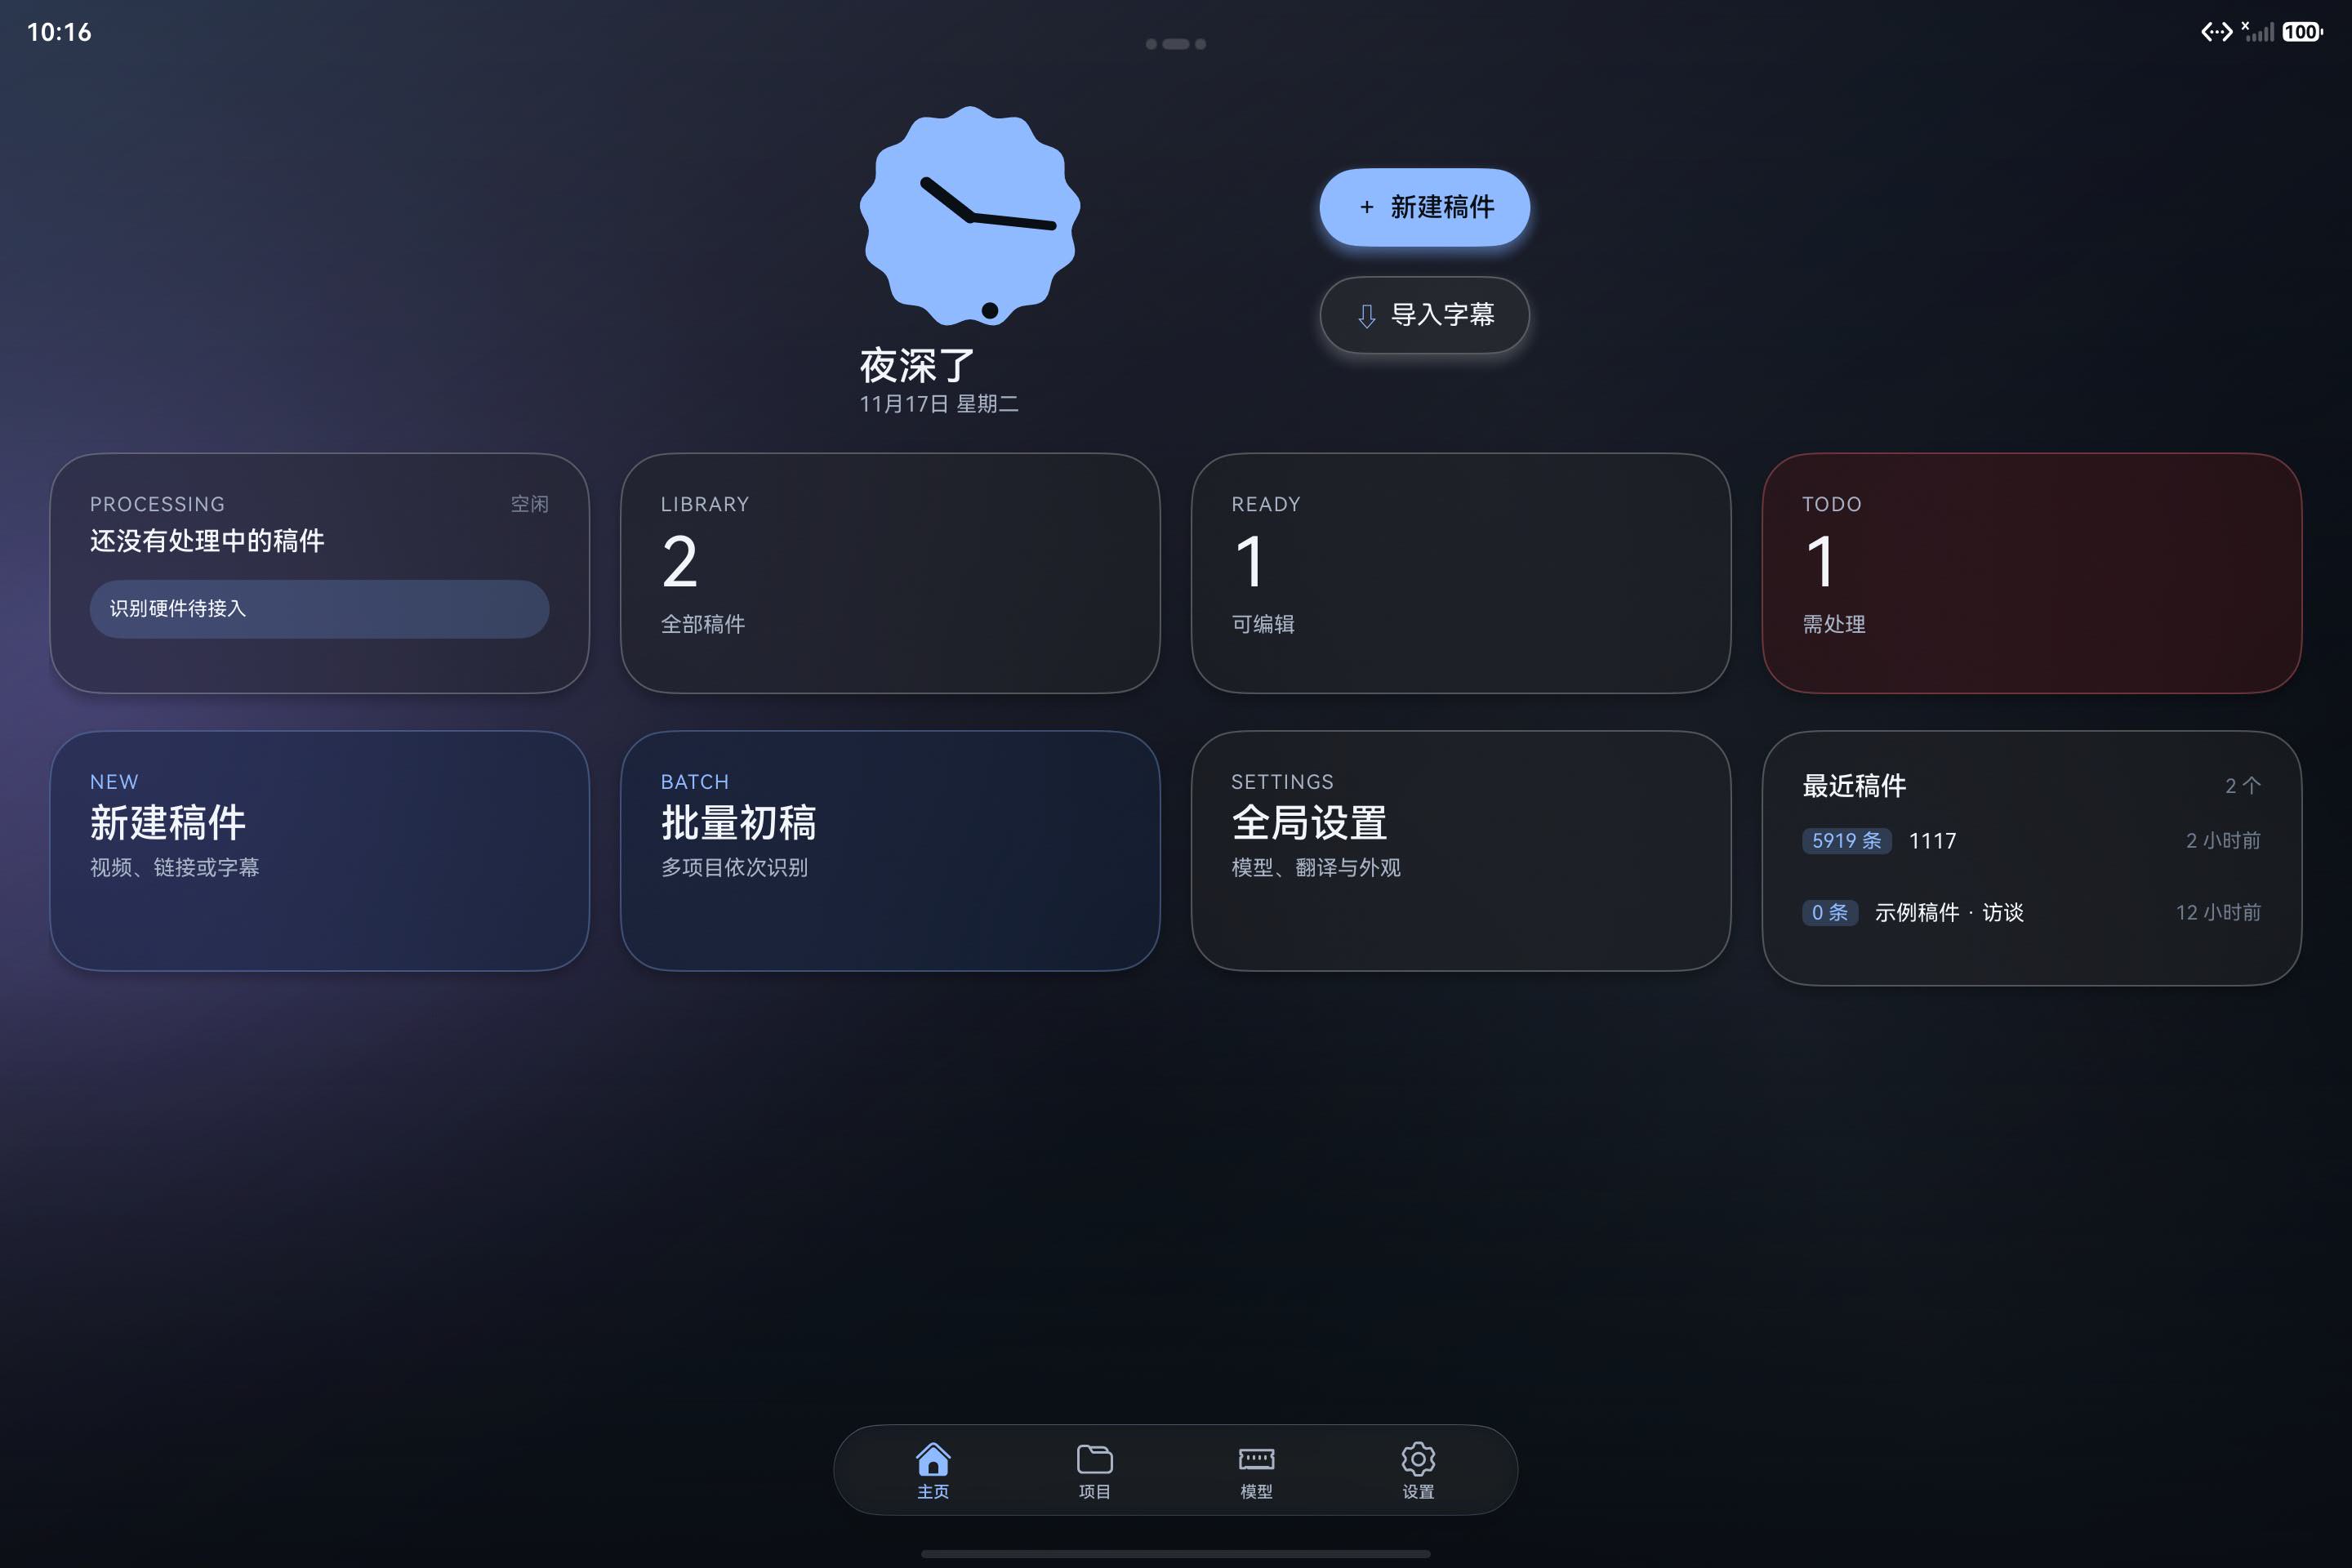 10:16
100
+ 新建稿件
导入字幕
夜深了
11月17日 星期二
PROCESSING 空闲
还没有处理中的稿件
识别硬件待接入
LIBRARY
2
全部稿件
READY
1
可编辑
TODO
1
需处理
NEW
新建稿件
视频、链接或字幕
BATCH
批量初稿
多项目依次识别
SETTINGS
全局设置
模型、翻译与外观
最近稿件 2 个
5919 条 1117 2 小时前
0 条 示例稿件 · 访谈 12 小时前
主页
项目
模型
设置